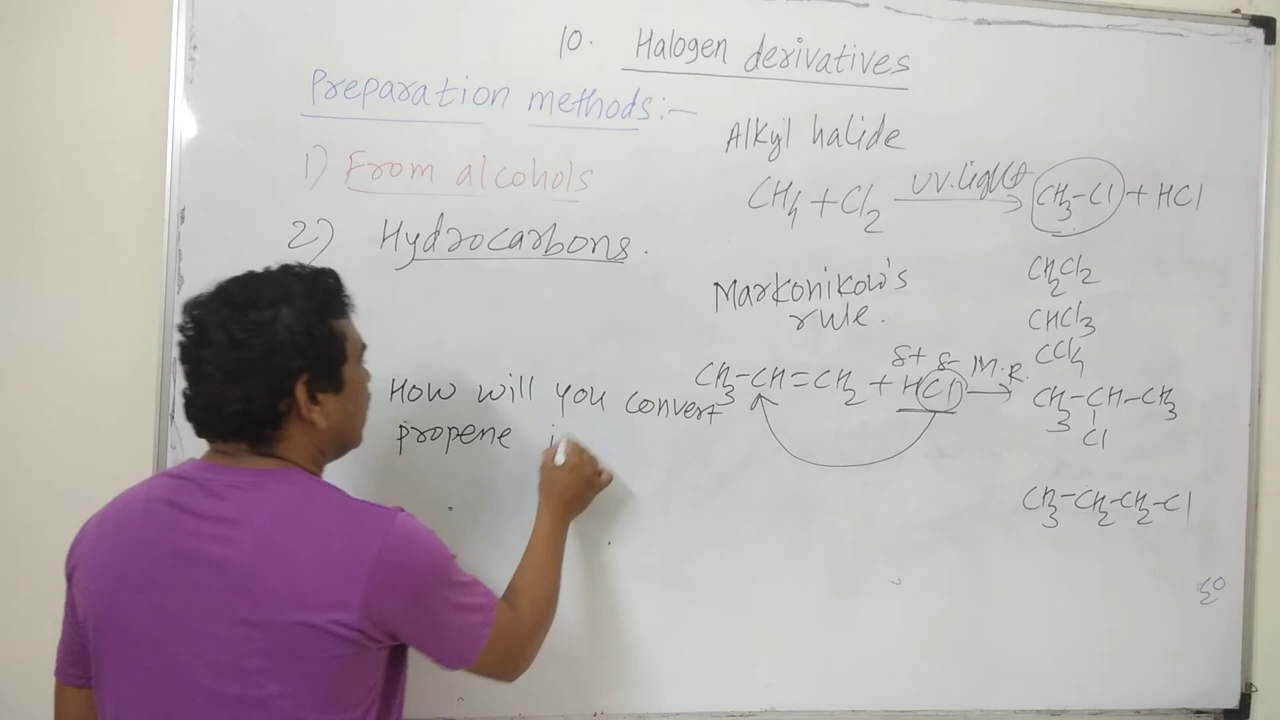 10. Halogen derivatives
Preparation methods:-
1) From alcohols
2) Hydrocarbons.
Alkyl halide
CH4 + Cl2 UV.light → CH3-Cl + HCl
CH2Cl2
CHCl3
CCl4
Markonikow's
rule.
δ+ δ- M.R.
CH3-CH=CH2 + HCl → CH3-CH-CH3
Cl
CH3-CH2-CH2-Cl
How will you convert
propene i